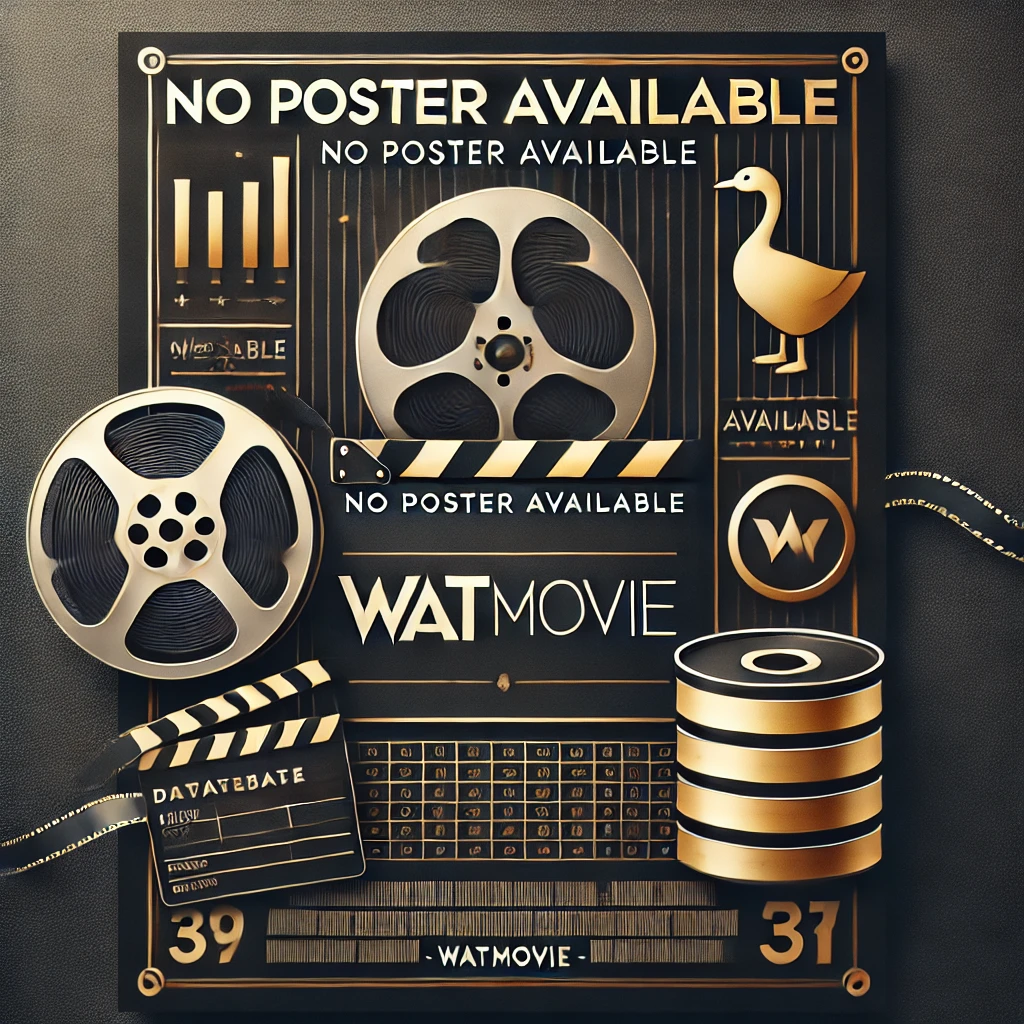 NO POSTER AVAILABLE
NO POSTER AVAILABLE
AVAILABLE
NO POSTER AVAILABLE
W
WATMOVIE
DATATEBATE
39
37
- WATMOVIE -